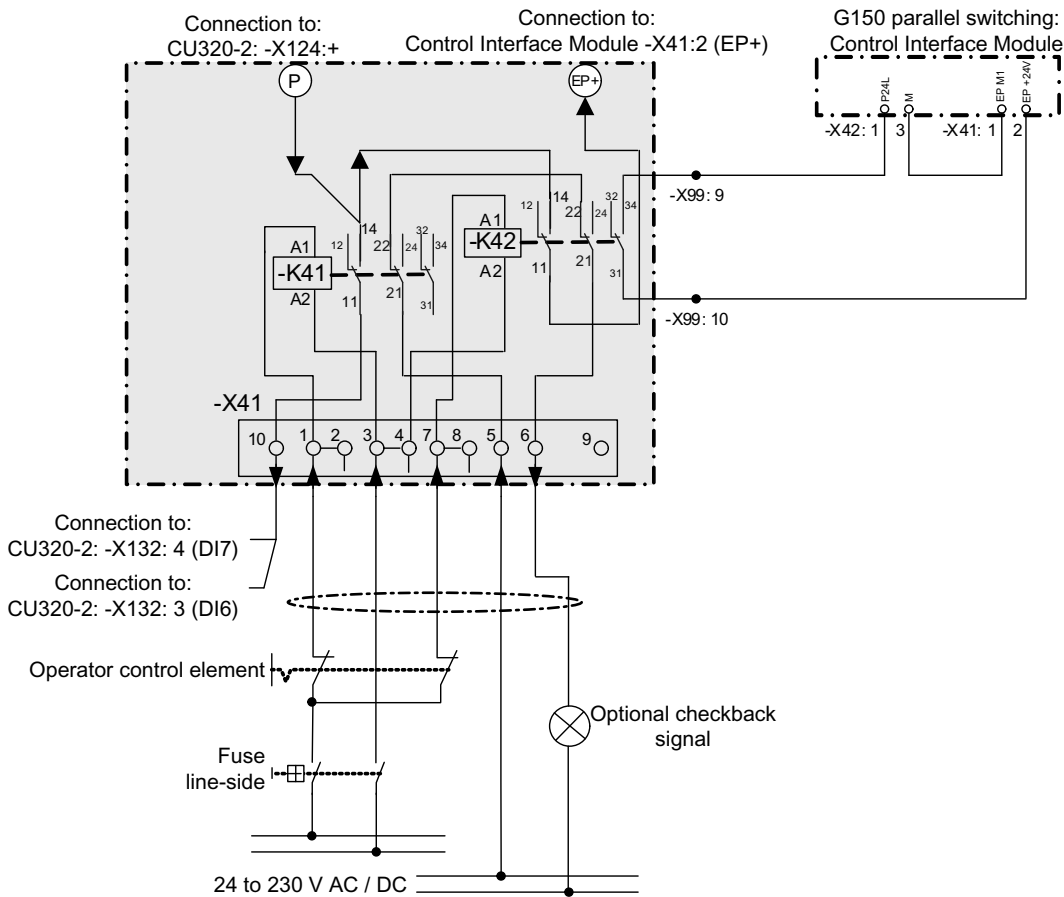 Connection to:
CU320-2: -X124:+
Connection to:
Control Interface Module -X41:2 (EP+)
G150 parallel switching:
Control Interface Module
P
EP+
P24L
M
EP M1
EP +24V
-X42: 1
3
-X41: 1
2
-X99: 9
-X99: 10
A1
-K41
A2
12
14
11
22
24
21
32
34
31
A1
-K42
A2
12
14
11
22
24
21
32
34
31
-X41
10
1
2
3
4
7
8
5
6
9
Connection to:
CU320-2: -X132: 4 (DI7)
Connection to:
CU320-2: -X132: 3 (DI6)
Operator control element
Optional checkback
signal
Fuse
line-side
24 to 230 V AC / DC